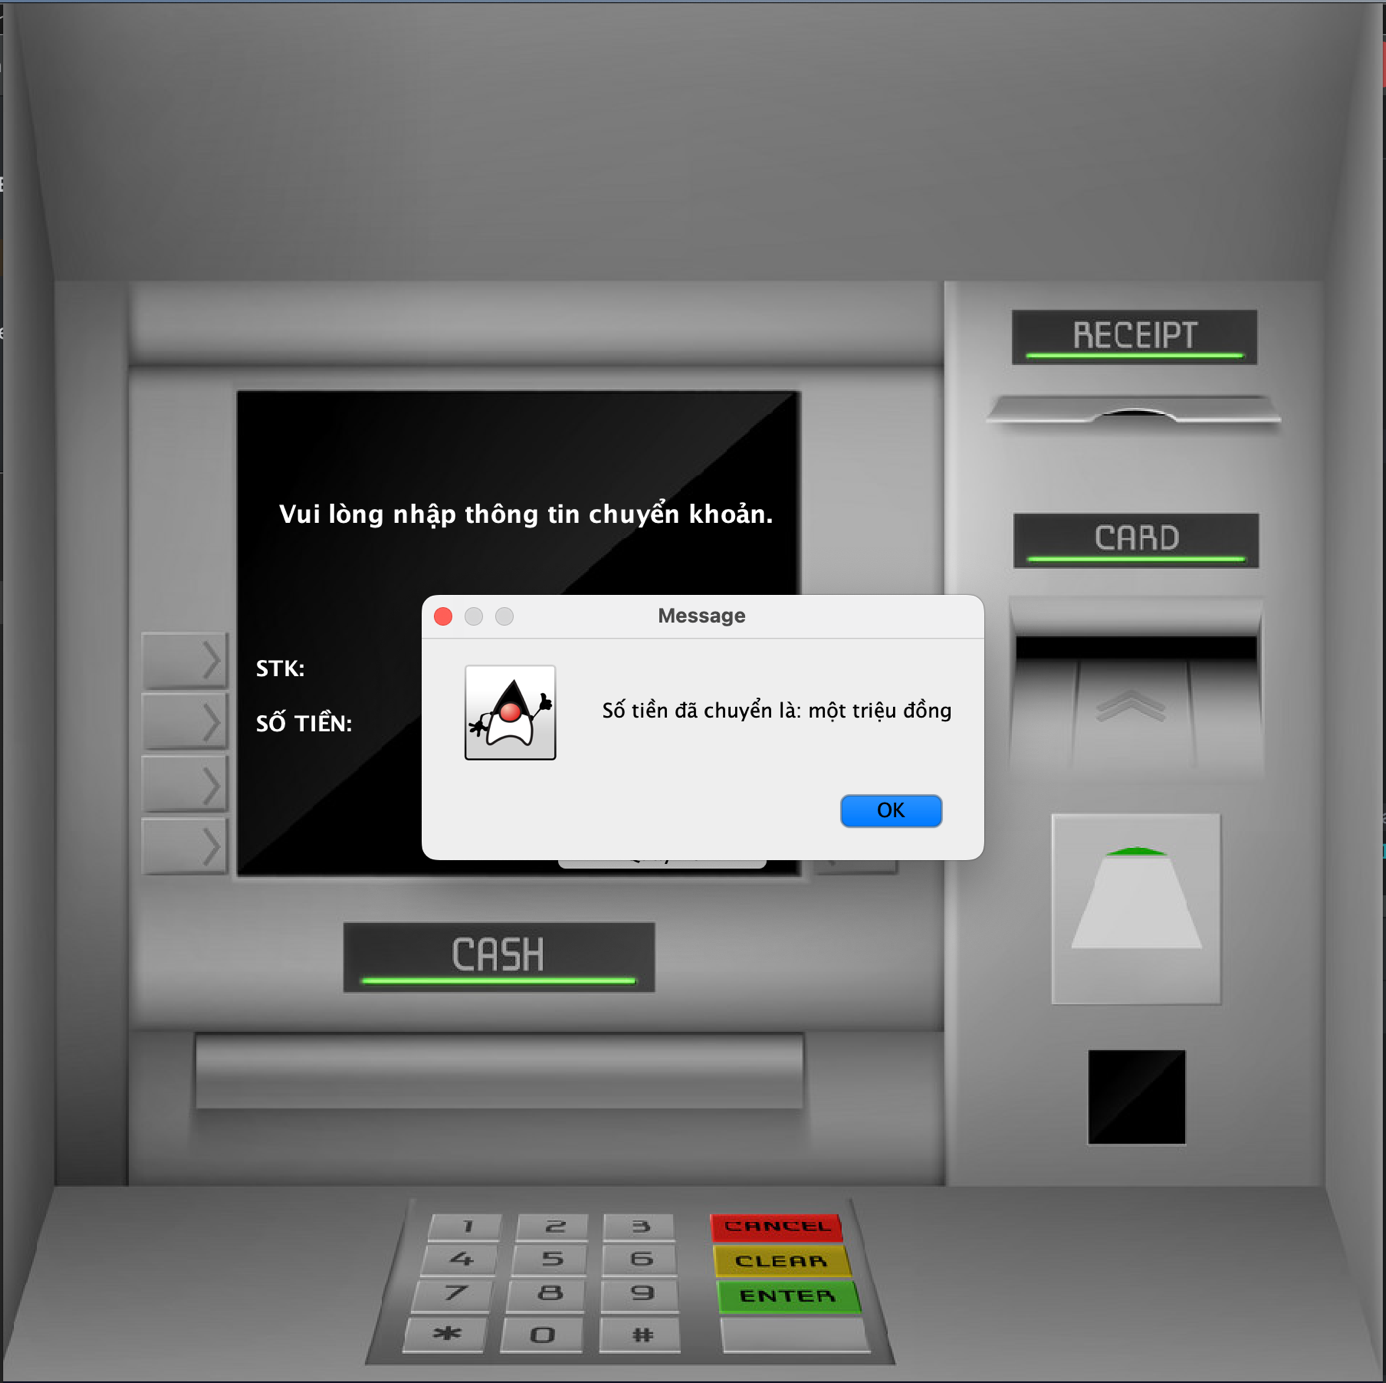 RECEIPT
Vui lòng nhập thông tin chuyển khoản.
CARD
Message
STK:
SỐ TIỀN:
Số tiền đã chuyển là: một triệu đồng
OK
CASH
1 2 3 CANCEL
4 5 6 CLEAR
7 8 9 ENTER
* 0 #